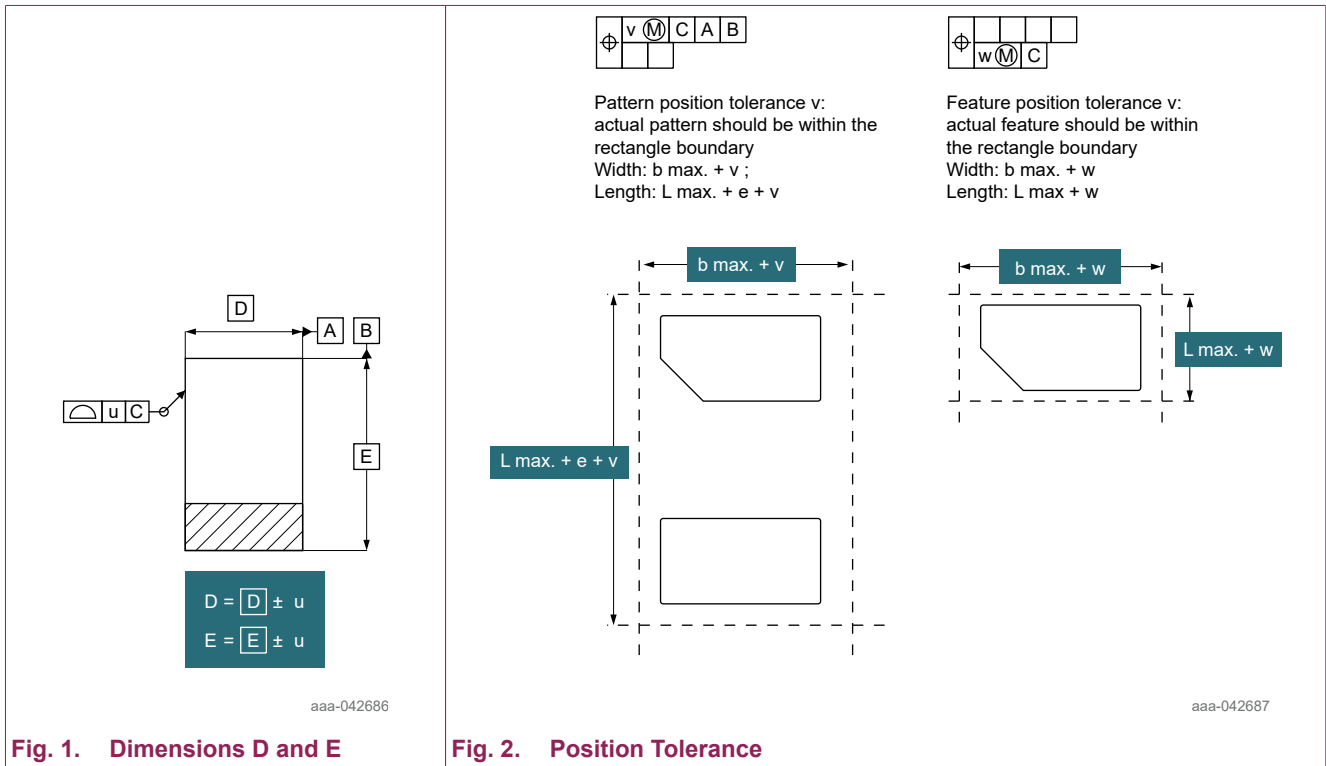 D
A B
u C
E
D = D ± u
E = E ± u
aaa-042686
Fig. 1. Dimensions D and E
v M C A B
Pattern position tolerance v:
actual pattern should be within the
rectangle boundary
Width: b max. + v ;
Length: L max. + e + v
w M C
Feature position tolerance v:
actual feature should be within
the rectangle boundary
Width: b max. + w
Length: L max + w
b max. + v
L max. + e + v
b max. + w
L max. + w
aaa-042687
Fig. 2. Position Tolerance